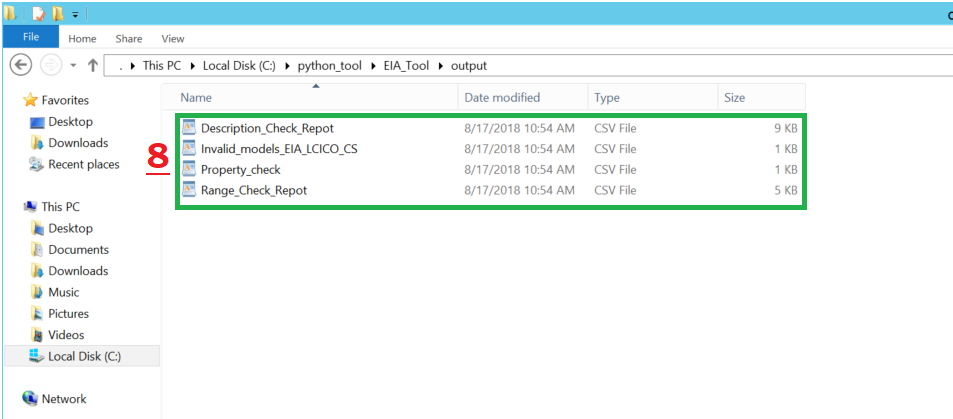 File Home Share View
. This PC Local Disk (C:) python_tool EIA_Tool output
Name Date modified Type Size
Favorites
Desktop
Downloads
Recent places
This PC
Desktop
Documents
Downloads
Music
Pictures
Videos
Local Disk (C:)
Network
8
Description_Check_Repot 8/17/2018 10:54 AM CSV File 9 KB
Invalid_models_EIA_LCICO_CS 8/17/2018 10:54 AM CSV File 1 KB
Property_check 8/17/2018 10:54 AM CSV File 1 KB
Range_Check_Repot 8/17/2018 10:54 AM CSV File 5 KB